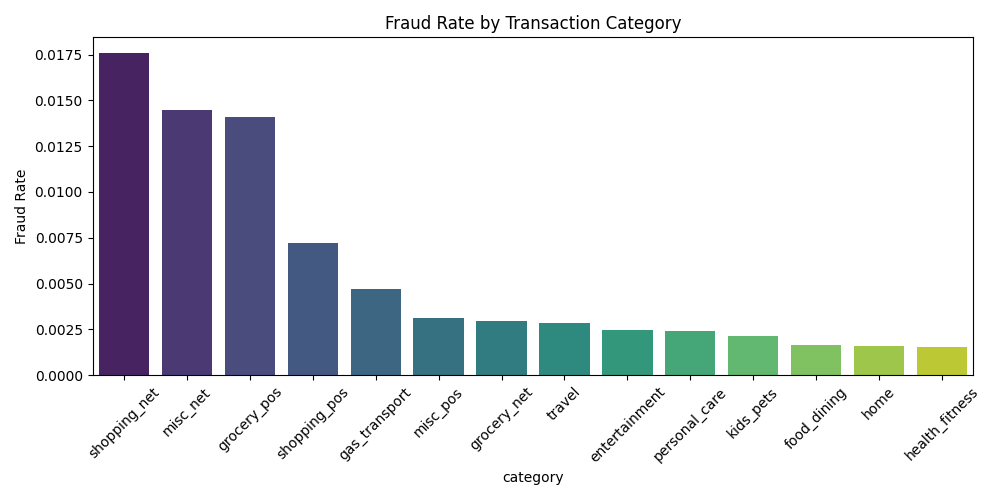 Fraud Rate by Transaction Category
Fraud Rate
0.0175
0.0150
0.0125
0.0100
0.0075
0.0050
0.0025
0.0000
shopping_net
misc_net
grocery_pos
shopping_pos
gas_transport
misc_pos
grocery_net
travel
entertainment
personal_care
kids_pets
food_dining
home
health_fitness
category